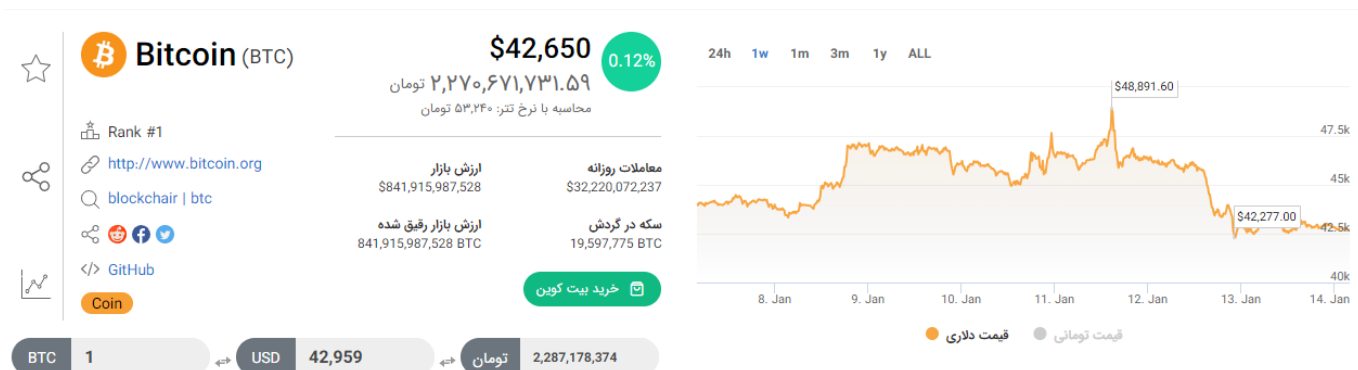 Bitcoin (BTC)
$42,650
0.12%
۲,۲۷۰,۶۷۱,۷۳۱.۵۹ تومان
محاسبه با نرخ تتر: ۵۳,۲۴۰ تومان
Rank #1
http://www.bitcoin.org
blockchair | btc
GitHub
Coin
معاملات روزانه
$32,220,072,237
ارزش بازار
$841,915,987,528
سکه در گردش
19,597,775 BTC
ارزش بازار رقیق شده
841,915,987,528 BTC
خرید بیت کوین
BTC 1
USD 42,959
تومان 2,287,178,374
24h 1w 1m 3m 1y ALL
$48,891.60
47.5k
45k
$42,277.00
42.5k
40k
8. Jan 9. Jan 10. Jan 11. Jan 12. Jan 13. Jan 14. Jan
قیمت دلاری
قیمت تومانی